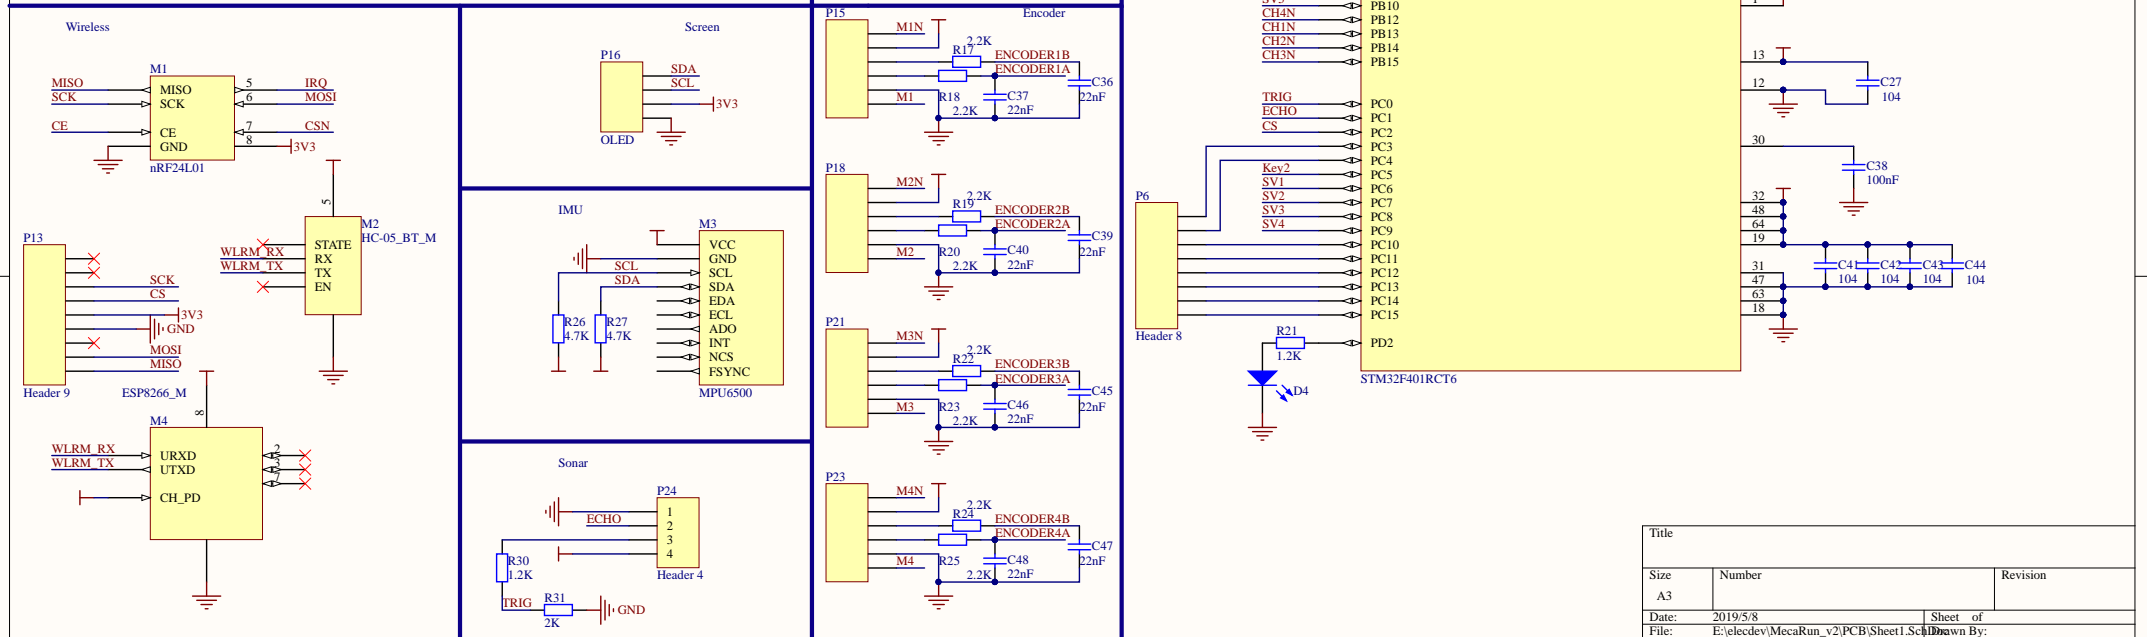 Wireless
M1
MISO
SCK
CE
MISO
SCK
CE
GND
5
6
7
8
IRQ
MOSI
CSN
3V3
nRF24L01
5
M2
HC-05_BT_M
STATE
RX
TX
EN
WLRM_RX
WLRM_TX
P13
SCK
CS
3V3
GND
MOSI
MISO
Header 9
ESP8266_M
8
M4
WLRM_RX
WLRM_TX
URXD
UTXD
CH_PD
2
3
7
Screen
P16
SDA
SCL
3V3
OLED
IMU
M3
VCC
GND
SCL
SDA
EDA
ECL
ADO
INT
NCS
FSYNC
SCL
SDA
R26
4.7K
R27
4.7K
MPU6500
Sonar
P24
1
2
3
4
ECHO
Header 4
R30
1.2K
TRIG
R31
2K
GND
Encoder
P15
M1N
2.2K
R17
ENCODER1B
ENCODER1A
C36
22nF
C37
22nF
M1
R18
2.2K
P18
M2N
2.2K
R19
ENCODER2B
ENCODER2A
C39
22nF
C40
22nF
M2
R20
2.2K
P21
M3N
2.2K
R22
ENCODER3B
ENCODER3A
C45
22nF
C46
22nF
M3
R23
2.2K
P23
M4N
2.2K
R24
ENCODER4B
ENCODER4A
C47
22nF
C48
22nF
M4
R25
2.2K
CH4N
CH1N
CH2N
CH3N
PB10
PB12
PB13
PB14
PB15
TRIG
ECHO
CS
Key2
SV1
SV2
SV3
SV4
PC0
PC1
PC2
PC3
PC4
PC5
PC6
PC7
PC8
PC9
PC10
PC11
PC12
PC13
PC14
PC15
PD2
P6
Header 8
R21
1.2K
D4
STM32F401RCT6
13
12
30
32
48
64
19
31
47
63
18
C27
104
C38
100nF
C41
104
C42
104
C43
104
C44
104
Title
Size
Number
Revision
A3
Date:
2019/5/8
Sheet of
File:
E:\elecdev\MecaRun_v2\PCB\Sheet1.SchDoc
Drawn By: